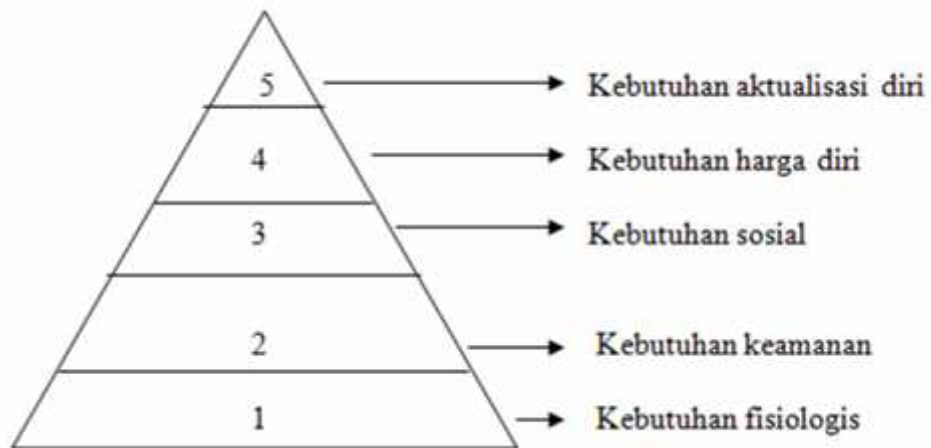 5 Kebutuhan aktualisasi diri
4 Kebutuhan harga diri
3 Kebutuhan sosial
2 Kebutuhan keamanan
1 Kebutuhan fisiologis